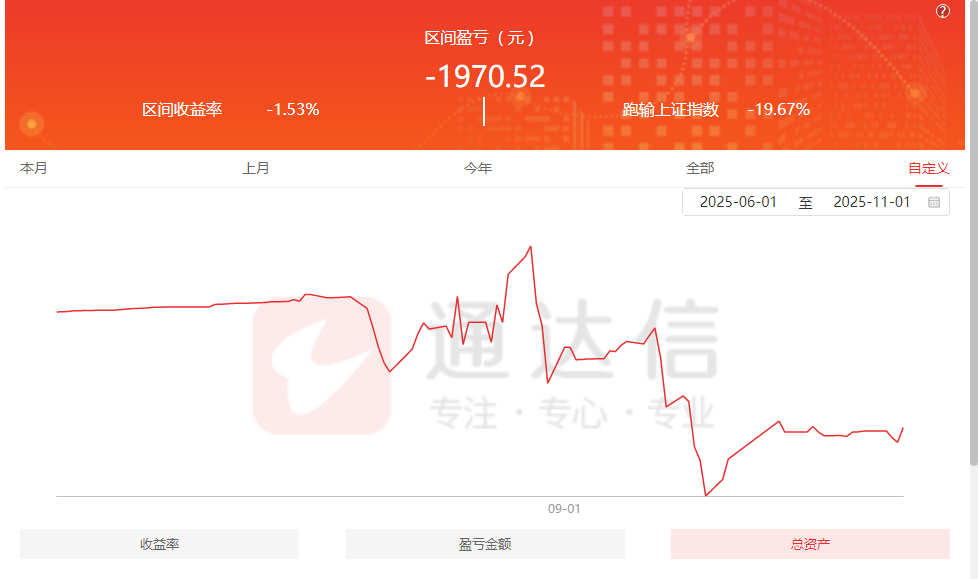 ?
区间盈亏（元）
-1970.52
区间收益率 -1.53% 跑输上证指数 -19.67%
本月 上月 今年 全部 自定义
2025-06-01 至 2025-11-01
通达信
专注·专心·专业
09-01
收益率 盈亏金额 总资产